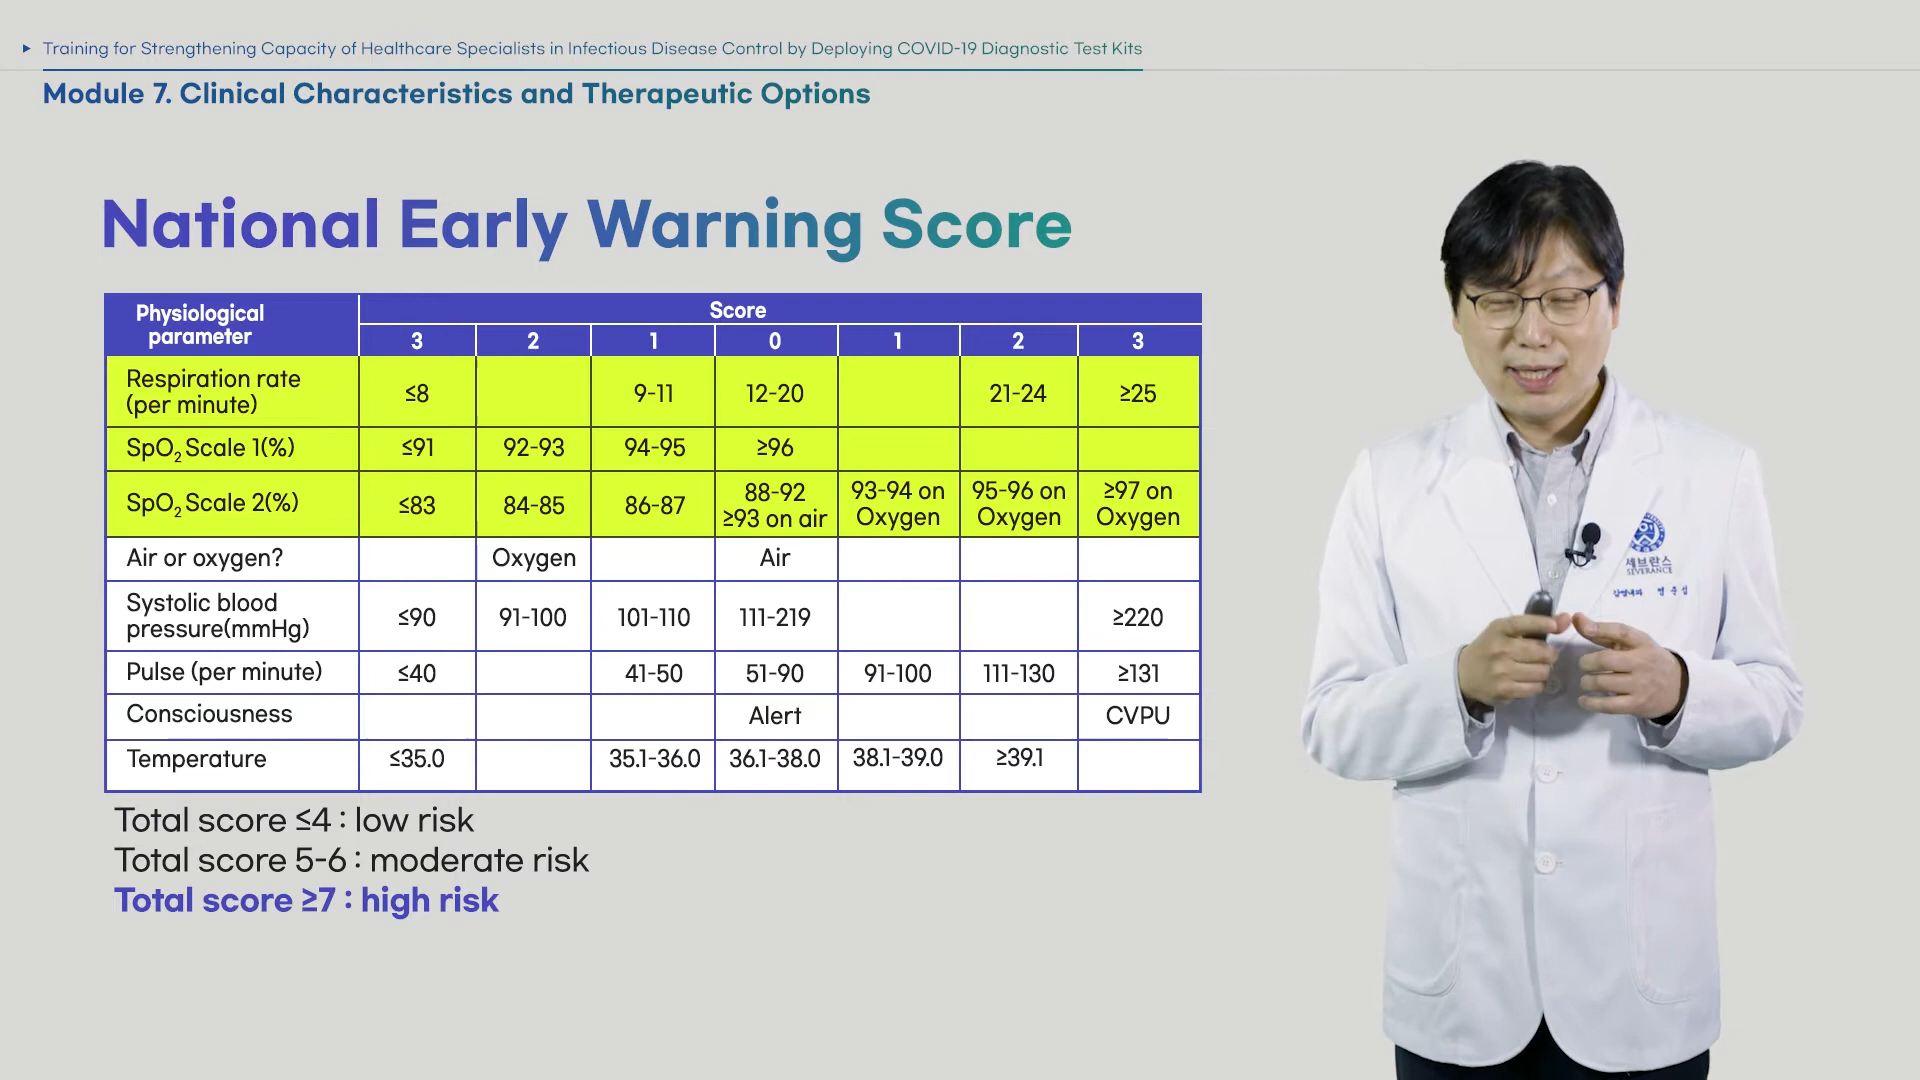 Training for Strengthening Capacity of Healthcare Specialists in Infectious Disease Control by Deploying COVID-19 Diagnostic Test Kits
Module 7. Clinical Characteristics and Therapeutic Options
National Early Warning Score
Physiological parameter Score
3 2 1 0 1 2 3
Respiration rate (per minute) ≤8 9-11 12-20 21-24 ≥25
SpO₂ Scale 1(%) ≤91 92-93 94-95 ≥96
SpO₂ Scale 2(%) ≤83 84-85 86-87 88-92 ≥93 on air 93-94 on Oxygen 95-96 on Oxygen ≥97 on Oxygen
Air or oxygen? Oxygen Air
Systolic blood pressure(mmHg) ≤90 91-100 101-110 111-219 ≥220
Pulse (per minute) ≤40 41-50 51-90 91-100 111-130 ≥131
Consciousness Alert CVPU
Temperature ≤35.0 35.1-36.0 36.1-38.0 38.1-39.0 ≥39.1
Total score ≤4 : low risk
Total score 5-6 : moderate risk
Total score ≥7 : high risk
세브란스
SEVERANCE
감염내과